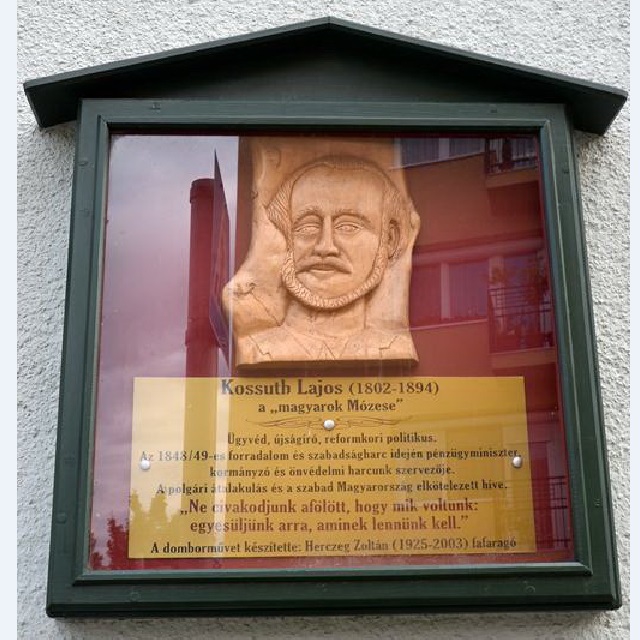 Kossuth Lajos (1802-1894)
a „magyarok Mózese”
Ügyvéd, újságíró, reformkori politikus.
Az 1848/49-es forradalom és szabadságharc idején pénzügyminiszter,
kormányzó és önvédelmi harcunk szervezője.
A polgári átalakulás és a szabad Magyarország elkötelezett híve.
„Ne civakodjunk afölött, hogy mik voltunk:
egyesüljünk arra, aminek lennünk kell.”
A domborművet készítette: Herczeg Zoltán (1925-2003) fafaragó